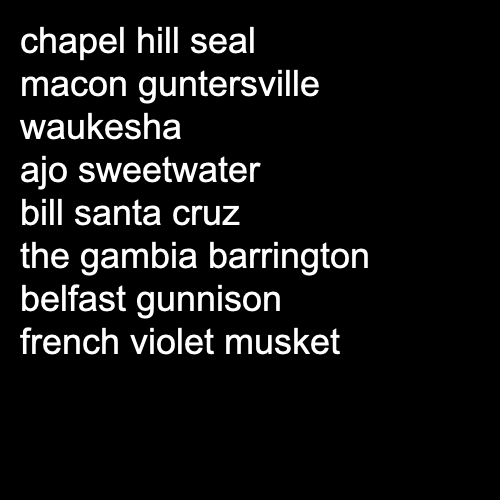 chapel hill seal
macon guntersville
waukesha
ajo sweetwater
bill santa cruz
the gambia barrington
belfast gunnison
french violet musket